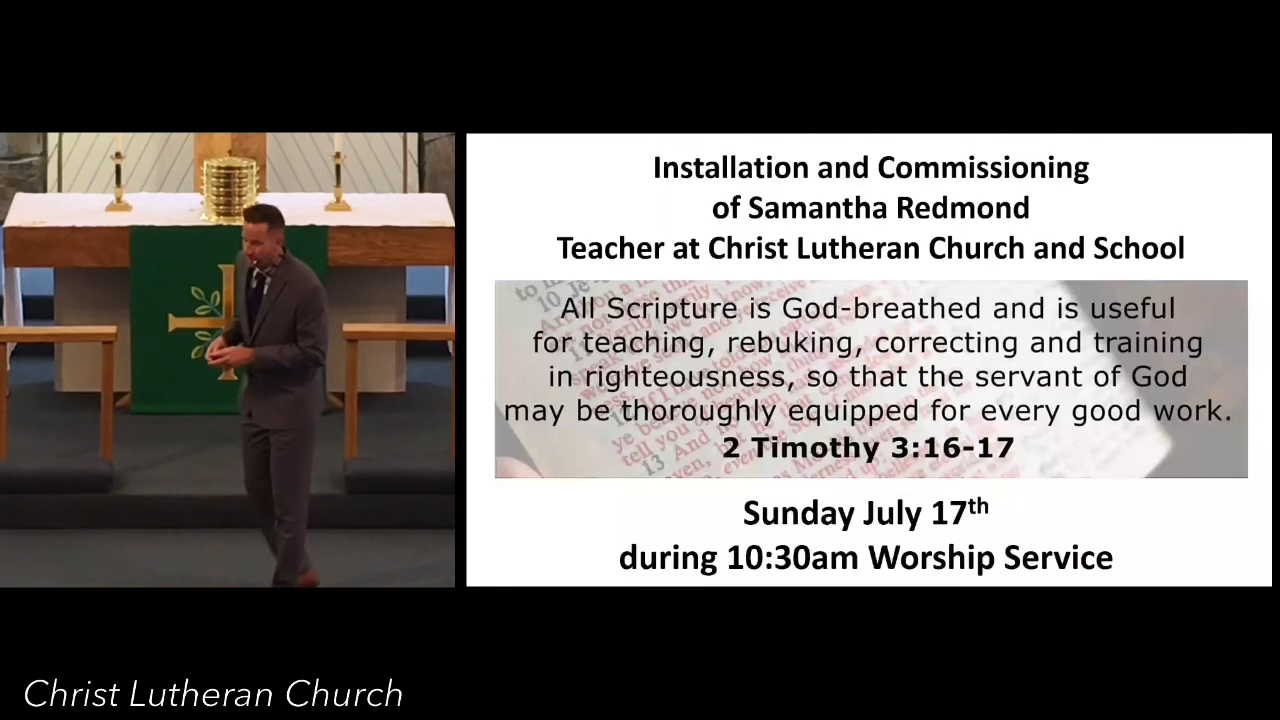 Installation and Commissioning
of Samantha Redmond
Teacher at Christ Lutheran Church and School
All Scripture is God-breathed and is useful
for teaching, rebuking, correcting and training
in righteousness, so that the servant of God
may be thoroughly equipped for every good work.
2 Timothy 3:16-17
Sunday July 17th
during 10:30am Worship Service
Christ Lutheran Church